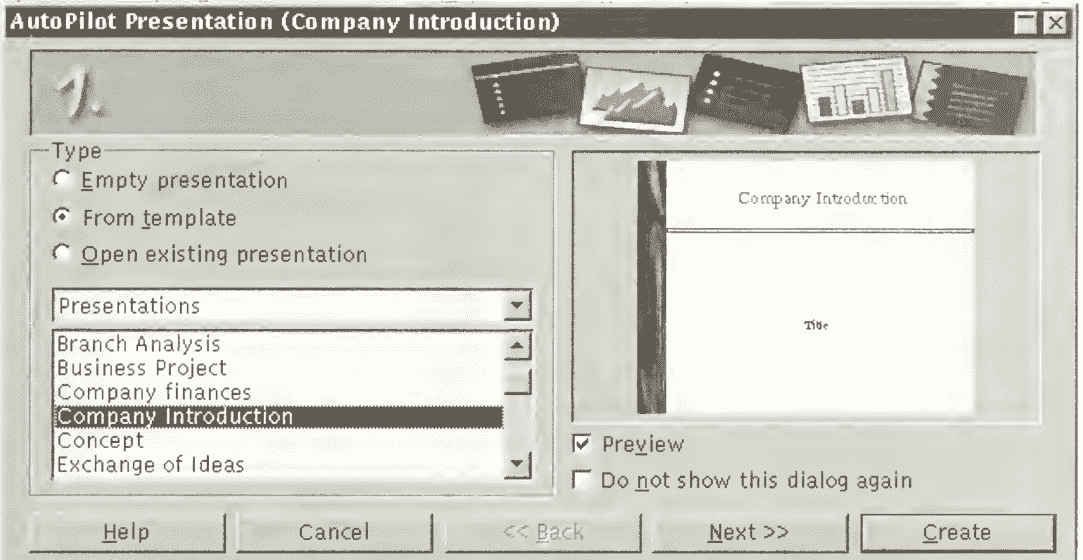 AutoPilot Presentation (Company Introduction)
1.
Type
Empty presentation
From template
Open existing presentation
Presentations
Branch Analysis
Business Project
Company finances
Company Introduction
Concept
Exchange of Ideas
Company Introduction
Title
Preview
Do not show this dialog again
Help
Cancel
<< Back
Next >>
Create